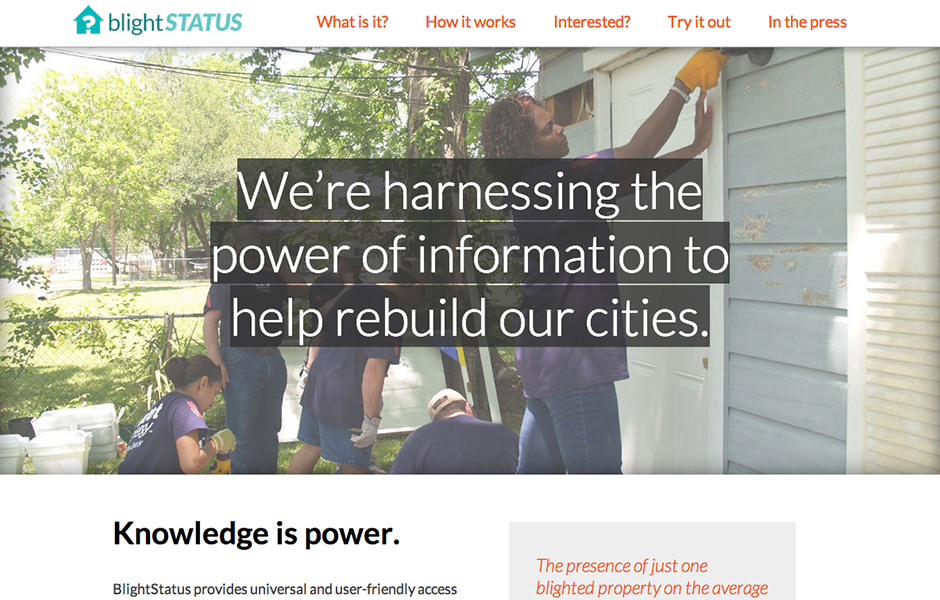 blightSTATUS
What is it? How it works Interested? Try it out In the press
We're harnessing the
power of information to
help rebuild our cities.
Knowledge is power.
BlightStatus provides universal and user-friendly access
The presence of just one
blighted property on the average